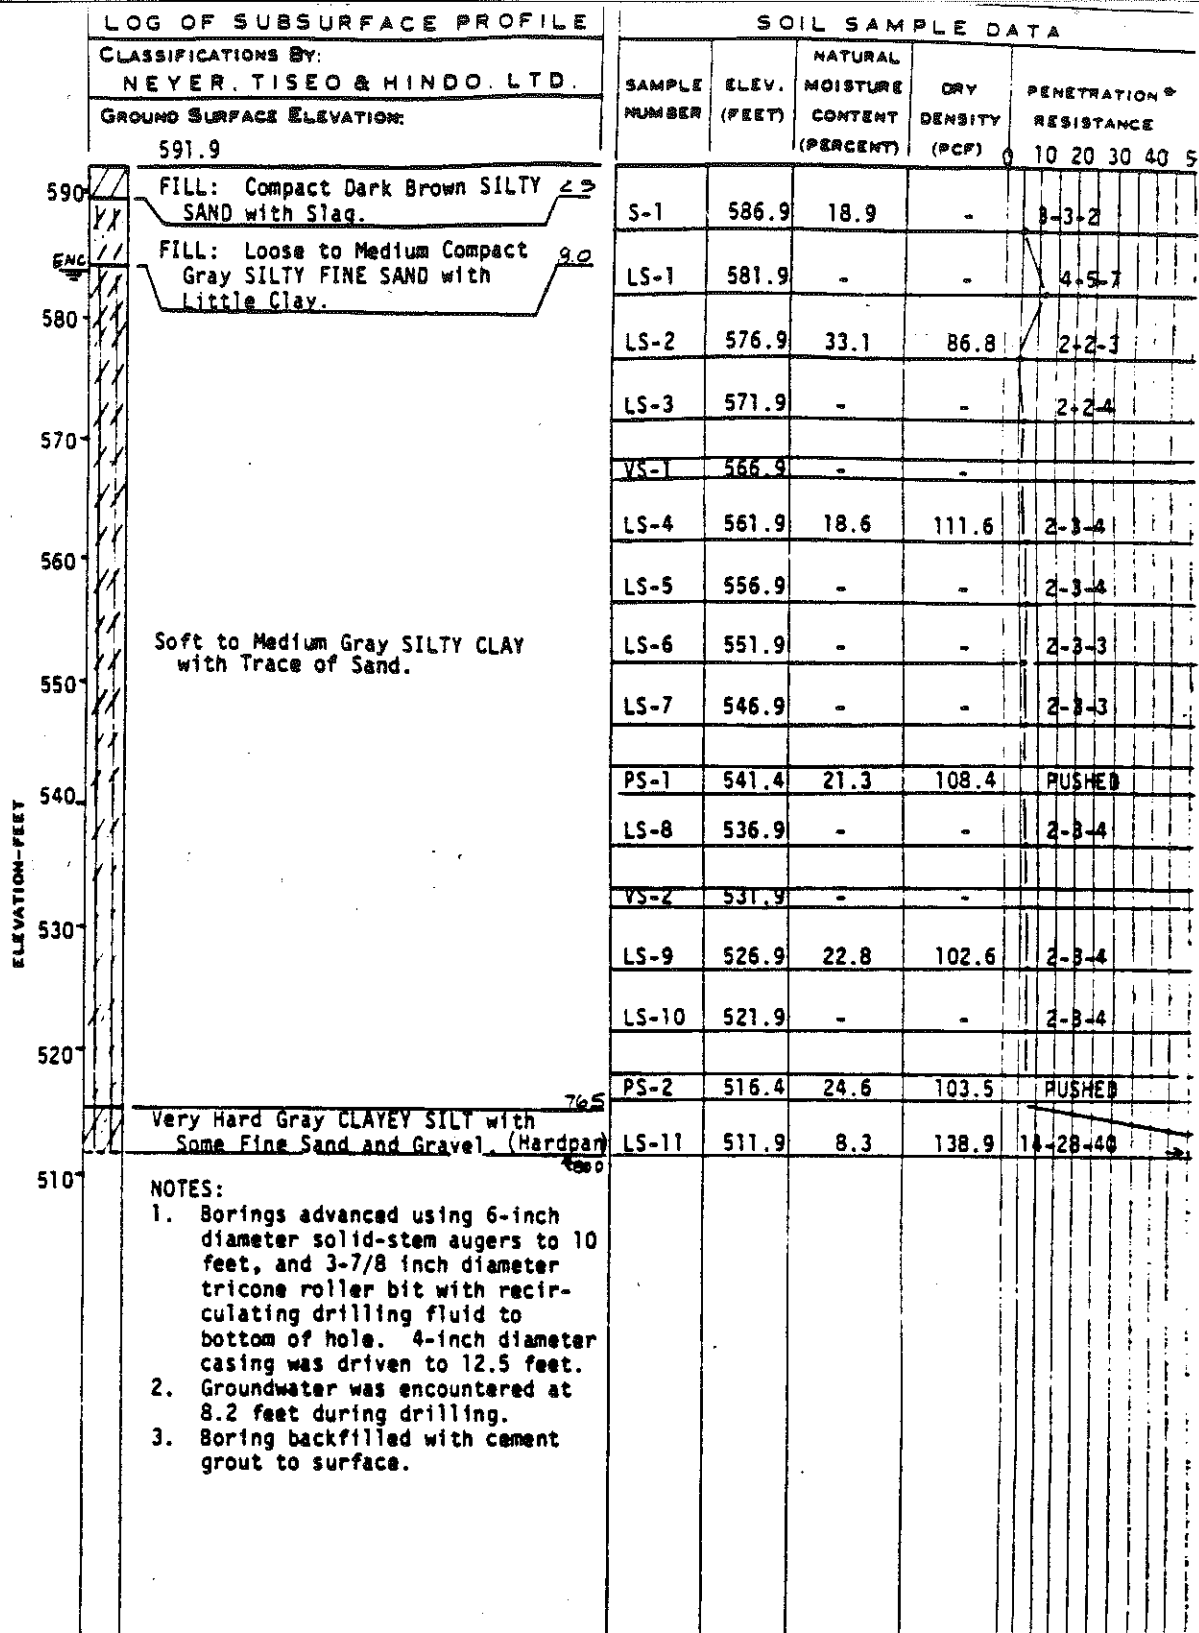 LOG OF SUBSURFACE PROFILE
SOIL SAMPLE DATA
CLASSIFICATIONS BY:
NEYER, TISEO & HINDO, LTD.
GROUND SURFACE ELEVATION:
591.9
SAMPLE NUMBER
ELEV. (FEET)
NATURAL MOISTURE CONTENT (PERCENT)
DRY DENSITY (PCF)
PENETRATION RESISTANCE
0 10 20 30 40 5
590
FILL: Compact Dark Brown SILTY
SAND with Slag.
2.5
ENC
FILL: Loose to Medium Compact
Gray SILTY FINE SAND with
Little Clay.
9.0
580
570
560
Soft to Medium Gray SILTY CLAY
with Trace of Sand.
550
540
ELEVATION-FEET
530
520
76.5
Very Hard Gray CLAYEY SILT with
Some Fine Sand and Gravel. (Hardpan)
510
S-1 586.9 18.9 - 3-3-2
LS-1 581.9 - - 4-5-7
LS-2 576.9 33.1 86.8 2-2-3
LS-3 571.9 - - 2-2-4
VS-1 566.9 - -
LS-4 561.9 18.6 111.6 2-3-4
LS-5 556.9 - - 2-3-4
LS-6 551.9 - - 2-3-3
LS-7 546.9 - - 2-3-3
PS-1 541.4 21.3 108.4 PUSHED
LS-8 536.9 - - 2-3-4
VS-2 531.9 - -
LS-9 526.9 22.8 102.6 2-3-4
LS-10 521.9 - - 2-3-4
PS-2 516.4 24.6 103.5 PUSHED
LS-11 511.9 8.3 138.9 14-28-40
NOTES:
1. Borings advanced using 6-inch
diameter solid-stem augers to 10
feet, and 3-7/8 inch diameter
tricone roller bit with recir-
culating drilling fluid to
bottom of hole. 4-inch diameter
casing was driven to 12.5 feet.
2. Groundwater was encountered at
8.2 feet during drilling.
3. Boring backfilled with cement
grout to surface.